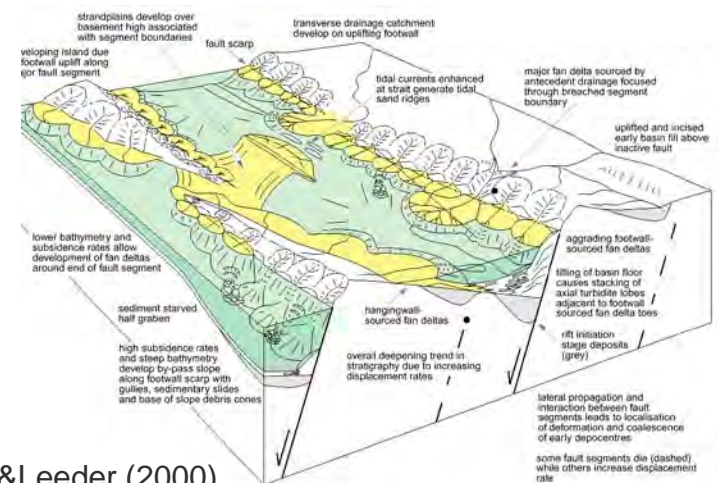 strandplains develop over
basement high associated
with segment boundaries
transverse drainage catchment
develop on uplifting footwall
fault scarp
veloping island due
footwall uplift along
jor fault segment
tidal currents enhanced
at strait generate tidal
sand ridges
major fan delta sourced by
antecedent drainage focused
through breached segment
boundary
uplifted and incised
early basin fill above
inactive fault
lower bathymetry and
subsidence rates allow
development of fan deltas
around end of fault segment
sediment starved
half graben
high subsidence rates
and steep bathymetry
develop by-pass slope
along footwall scarp with
gullies, sedimentary slides
and base of slope debris cones
hangingwall-
sourced fan deltas
overall deepening trend in
stratigraphy due to increasing
displacement rates
aggrading footwall-
sourced fan deltas
tilting of basin floor
causes stacking of
axial turbidite lobes
adjacent to footwall
sourced fan delta toes
rift initiation
stage deposits
(grey)
lateral propagation and
interaction between fault
segments leads to localisation
of deformation and coalescence
of early depocentres
some fault segments die (dashed)
while others increase displacement
rate
&Leeder (2000)